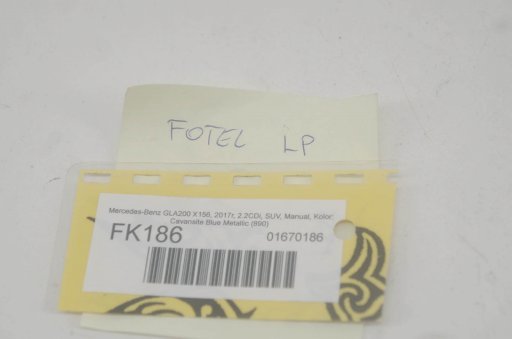 FOTEL LP
Mercedes-Benz GLA200 X156, 2017r, 2.2CDi, SUV, Manual, Kolor:
Cavansite Blue Metallic (890)
FK186 01670186